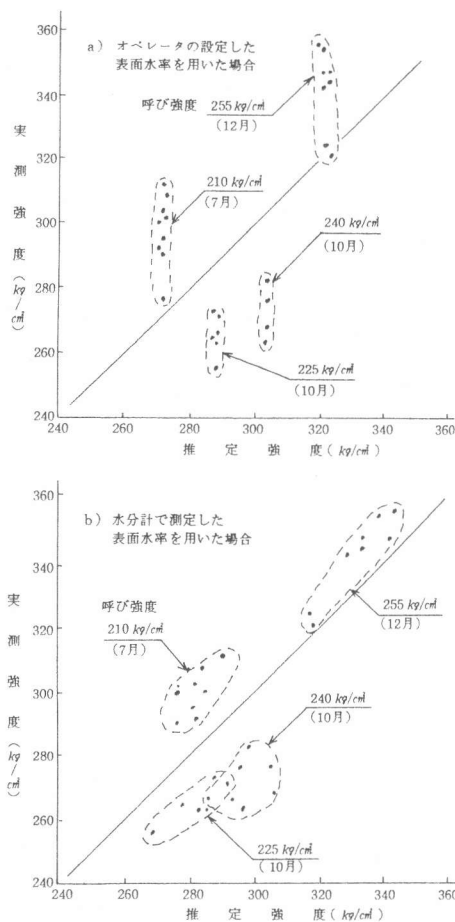 a) オペレータの設定した
表面水率を用いた場合
呼び強度 255 kg/cm²
(12月)
210 kg/cm²
(7月)
240 kg/cm²
(10月)
225 kg/cm²
(10月)
実測強度(kg/cm²)
360
340
320
300
280
260
240
240 260 280 300 320 340 360
推定強度(kg/cm²)
b) 水分計で測定した
表面水率を用いた場合
呼び強度
210 kg/cm²
(7月)
255 kg/cm²
(12月)
240 kg/cm²
(10月)
225 kg/cm²
(10月)
実測強度(kg/cm²)
360
340
320
300
280
260
240
240 260 280 300 320 340 360
推定強度(kg/cm²)